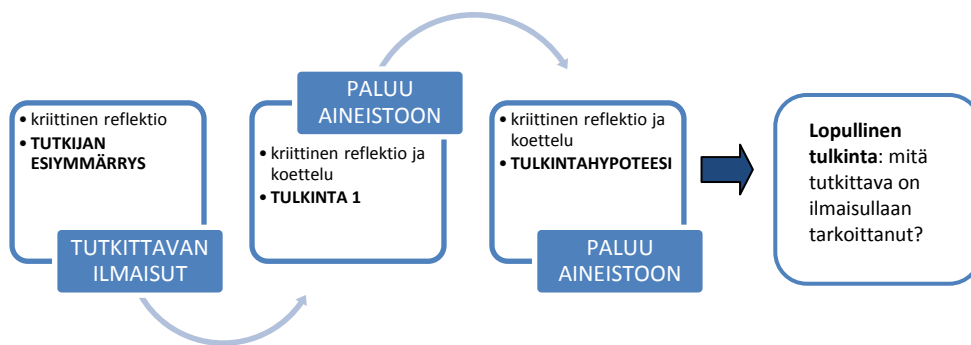 • kriittinen reflektio
• TUTKIJAN
ESIYMMÄRRYS
TUTKITTAVAN
ILMAISUT
PALUU
AINEISTOON
• kriittinen reflektio ja
koettelu
• TULKINTA 1
• kriittinen reflektio ja
koettelu
• TULKINTAHYPOTEESI
PALUU
AINEISTOON
Lopullinen
tulkinta: mitä
tutkittava on
ilmaisullaan
tarkoittanut?